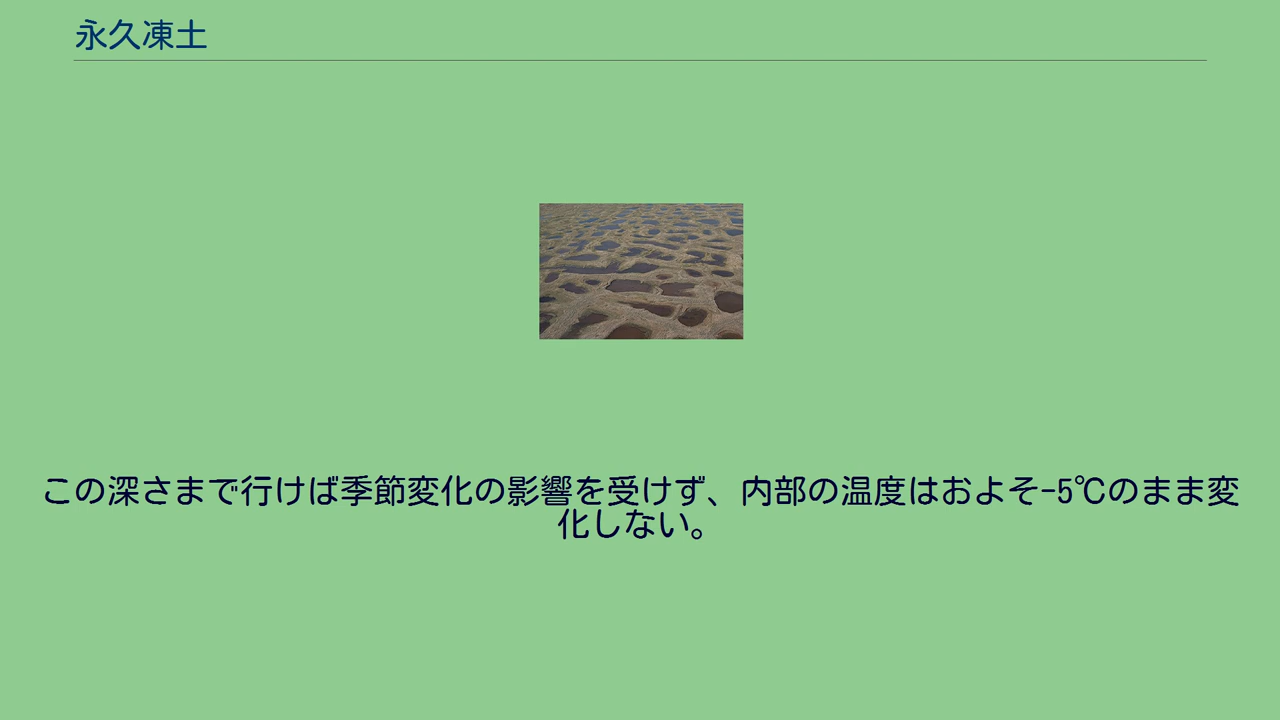 永久凍土
この深さまで行けば季節変化の影響を受けず、内部の温度はおよそ-5℃のまま変
化しない。